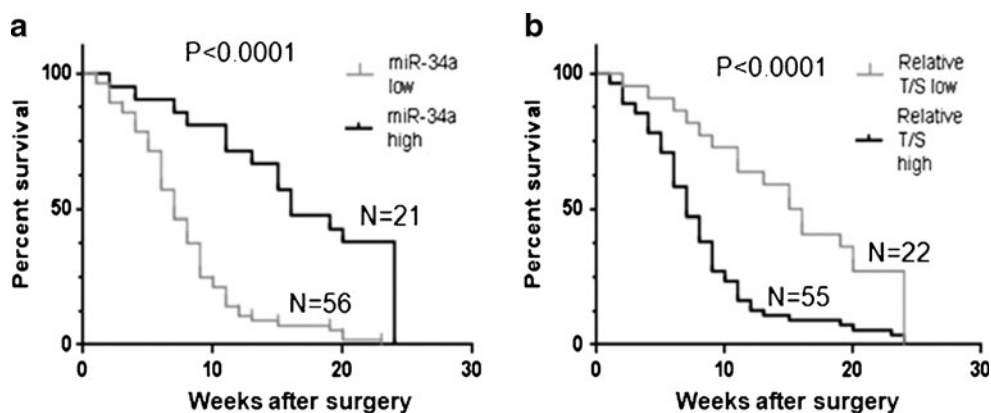 a
P<0.0001
miR-34a
low
miR-34a
high
100
50
0
Percent survival
N=21
N=56
0 10 20 30
Weeks after surgery
b
P<0.0001
Relative
T/S low
Relative
T/S
high
100
50
0
Percent survival
N=22
N=55
0 10 20 30
Weeks after surgery